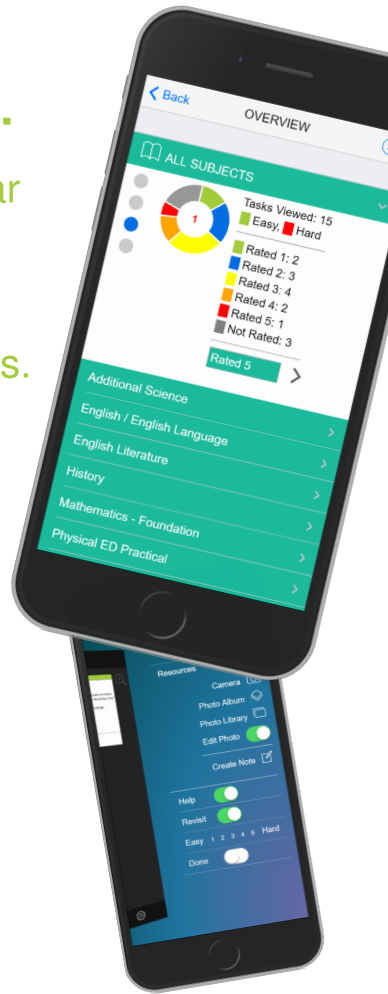 .
ar
s.
Back
OVERVIEW
ALL SUBJECTS
1
Tasks Viewed: 15
Easy, Hard
Rated 1: 2
Rated 2: 3
Rated 3: 4
Rated 4: 2
Rated 5: 1
Not Rated: 3
Rated 5
Additional Science
English / English Language
English Literature
History
Mathematics - Foundation
Physical ED Practical
Resources
Camera
Photo Album
Photo Library
Edit Photo
Create Note
Help
Revisit
Easy 1 2 3 4 5 Hard
Done